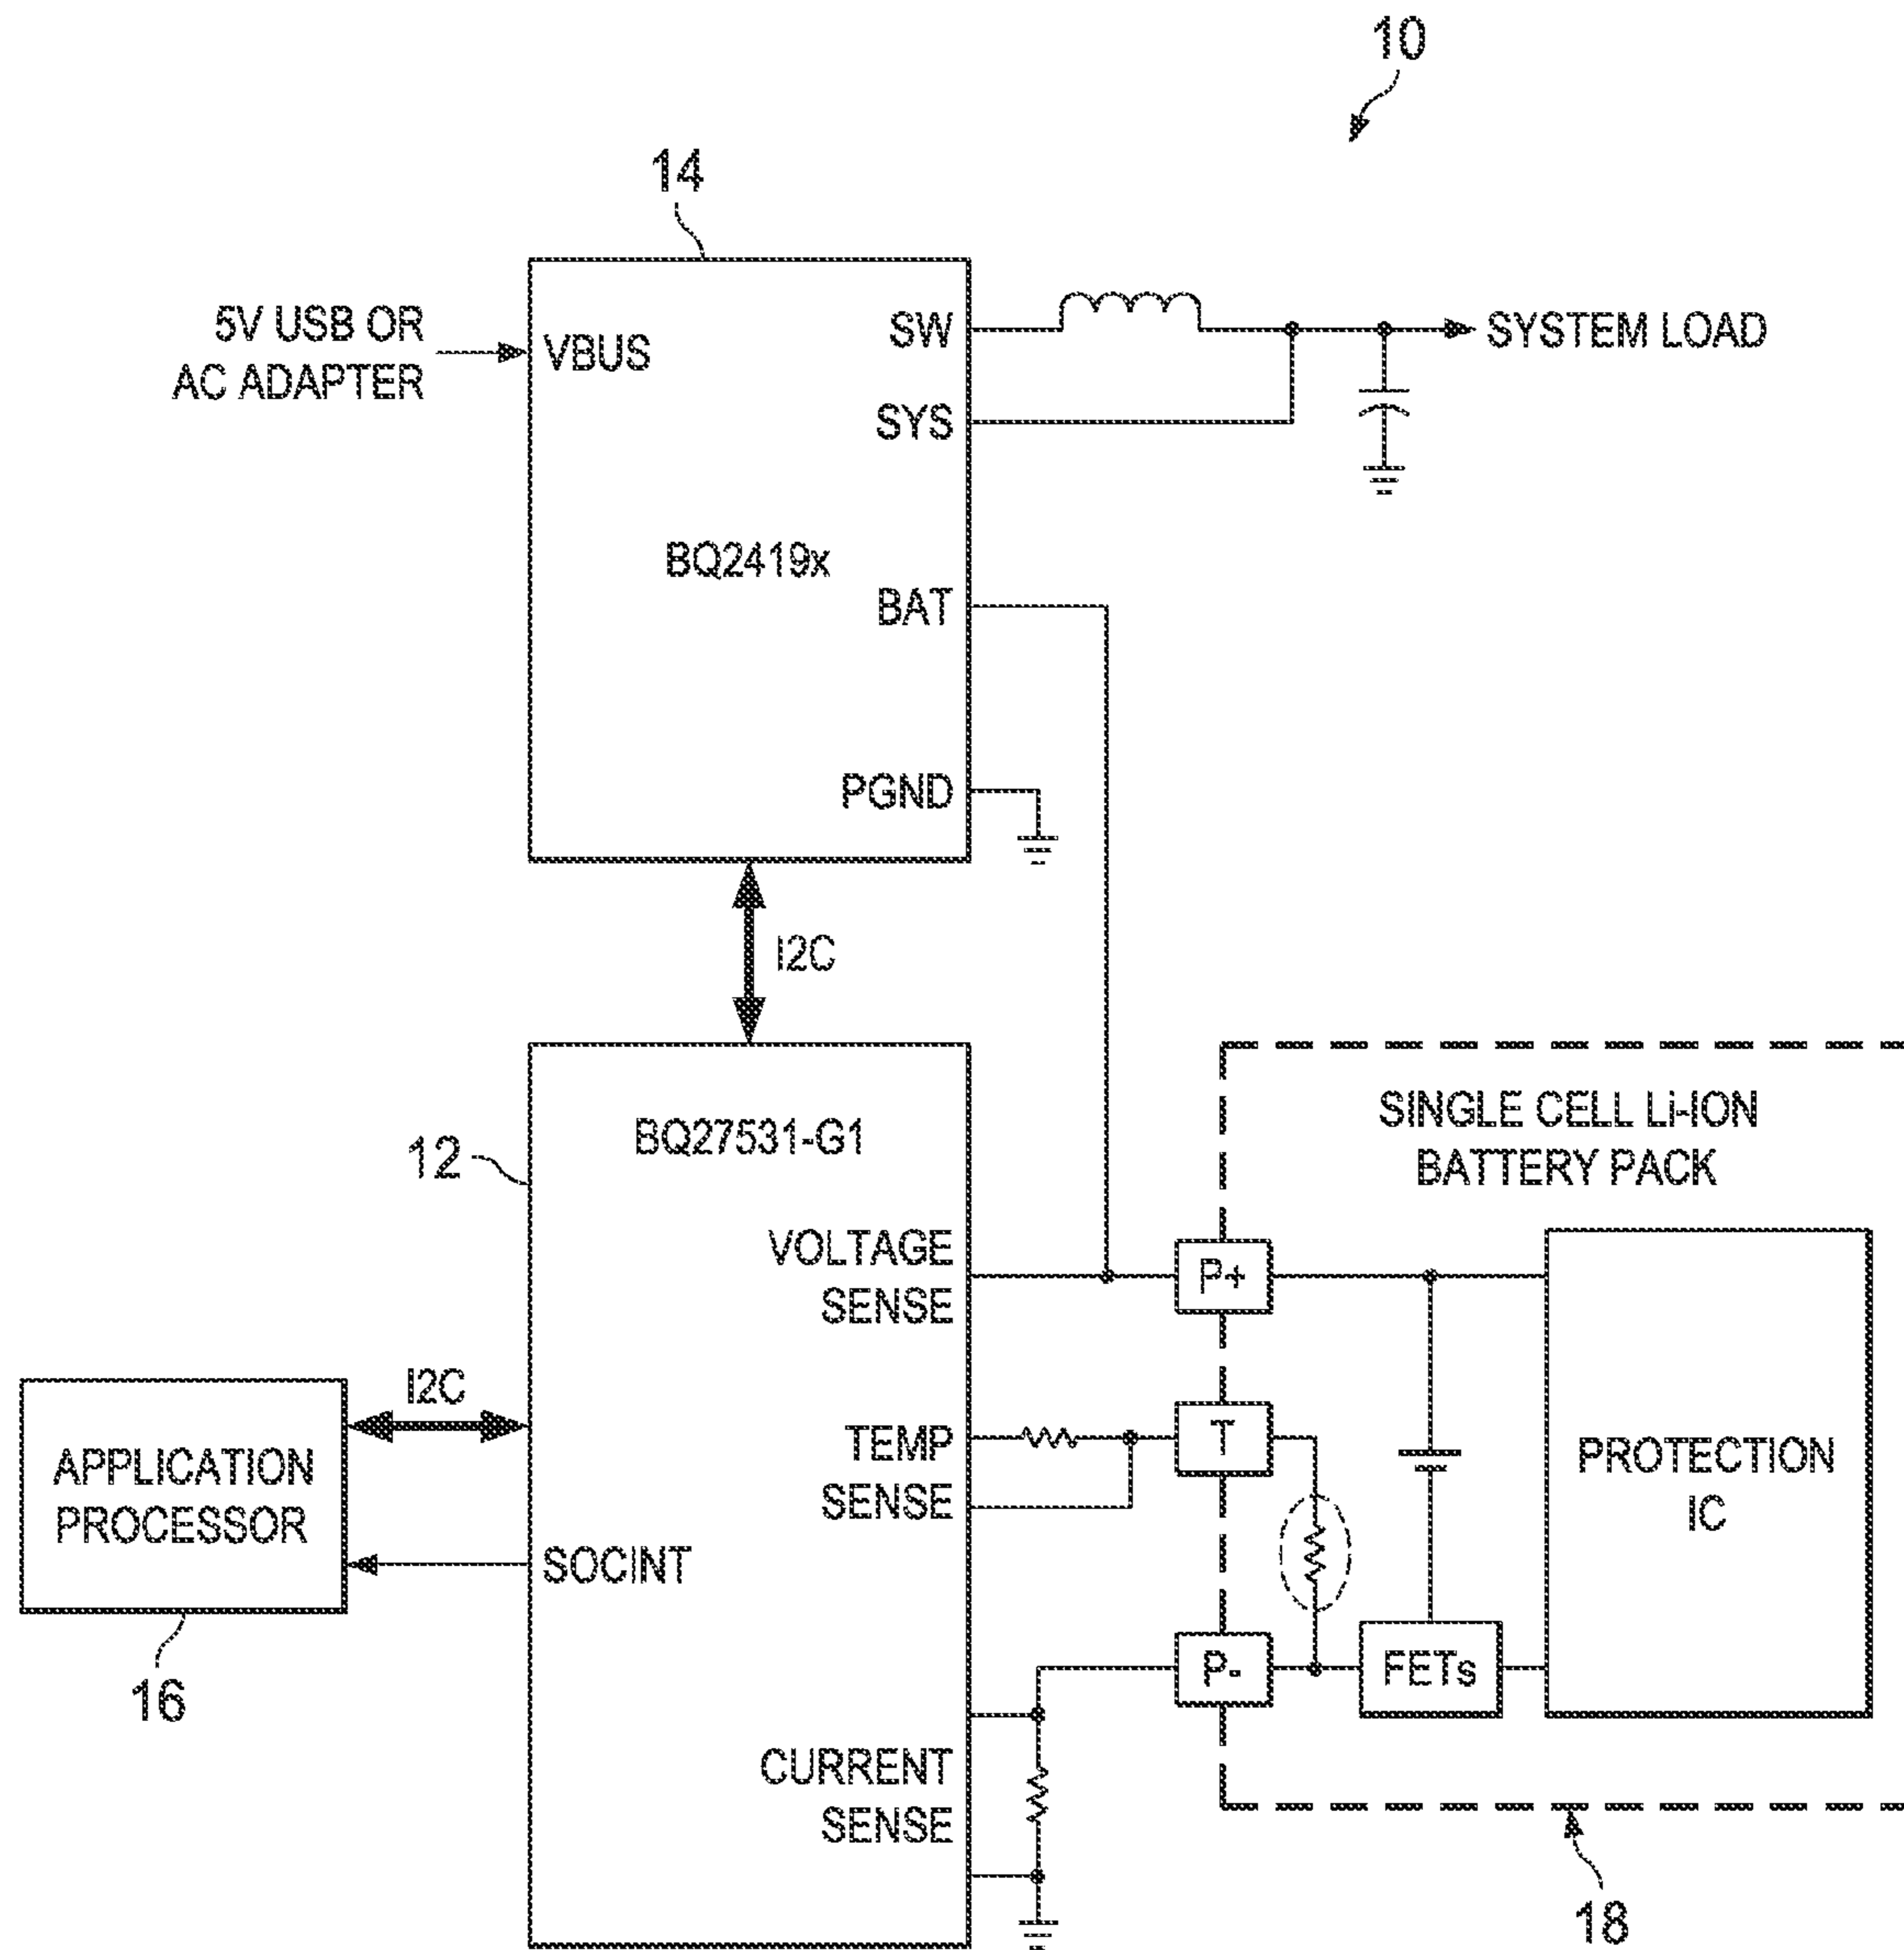 10
14
5V USB OR
AC ADAPTER
VBUS
SW
SYSTEM LOAD
SYS
BQ2419x
BAT
PGND
I2C
BQ27531-G1
12
SINGLE CELL Li-ION
BATTERY PACK
VOLTAGE
SENSE
P+
I2C
APPLICATION
PROCESSOR
TEMP
SENSE
T
PROTECTION
IC
SOCINT
16
P-
FETs
CURRENT
SENSE
18